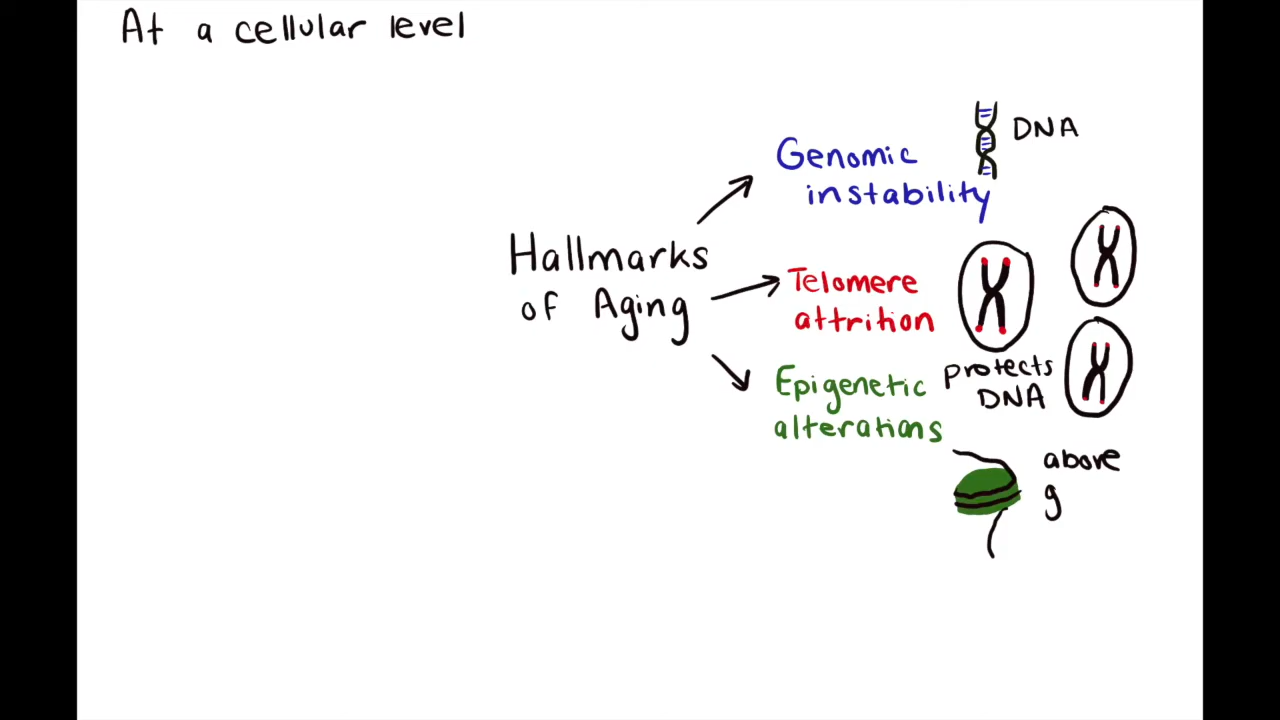 At a cellular level
DNA
Genomic
instability
Hallmarks
of Aging
Telomere
attrition
protects
DNA
Epigenetic
alterations
above
g